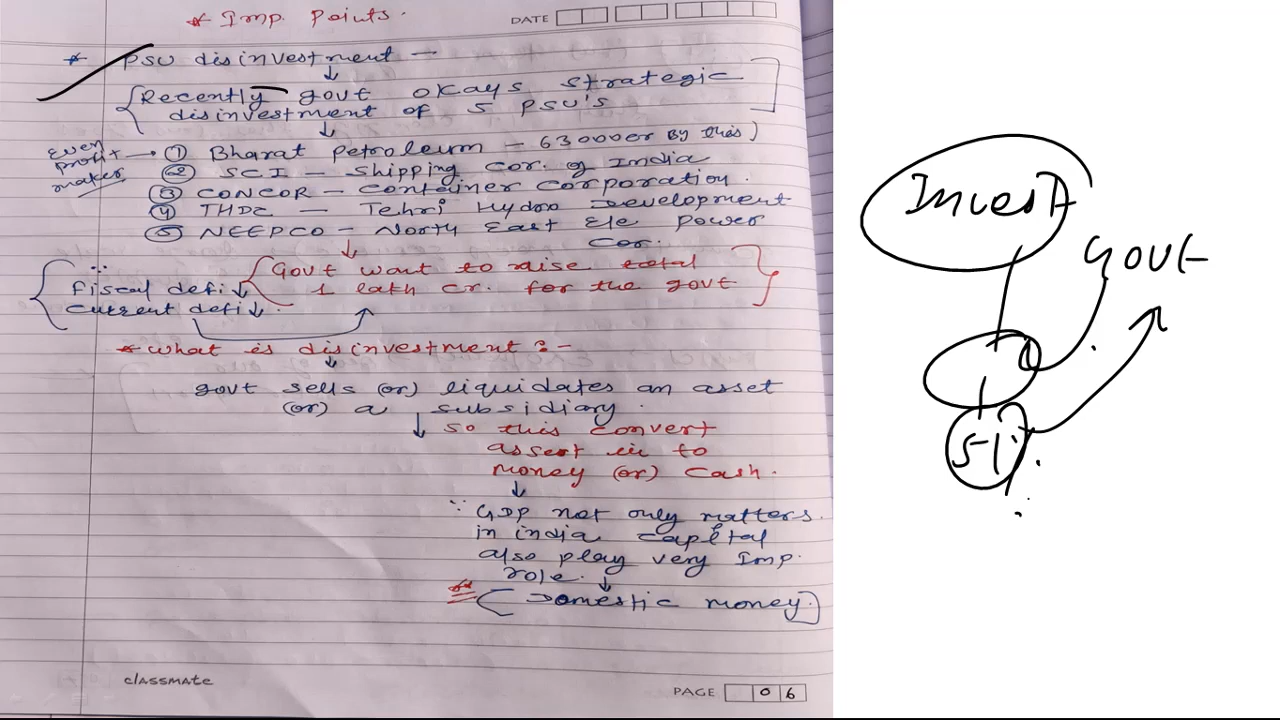 * Imp. Points.
DATE
* PSU disinvestment —
Recently govt okays strategic
disinvestment of 5 PSU's
Even
profit
maker
① Bharat Petroleum - 63000cr By this)
② SCI - Shipping Cor. of India
③ CONCOR - Container Corporation.
④ THDC - Tehri Hydro Development
⑤ NEEPCO - North East Ele Power
Cor.
Govt want to raise total
1 lakh cr. for the govt
Fiscal defi↓
Current defi↓.
* What is disinvestment :-
govt sells (or) liquidates an asset
(or) a subsidiary.
So this convert
assert in to
money (or) Cash.
∵ GDP not only matters.
in india capital
also play very Imp.
role.
(Domestic money.)
classmate
PAGE 06
Invest
govt
51.